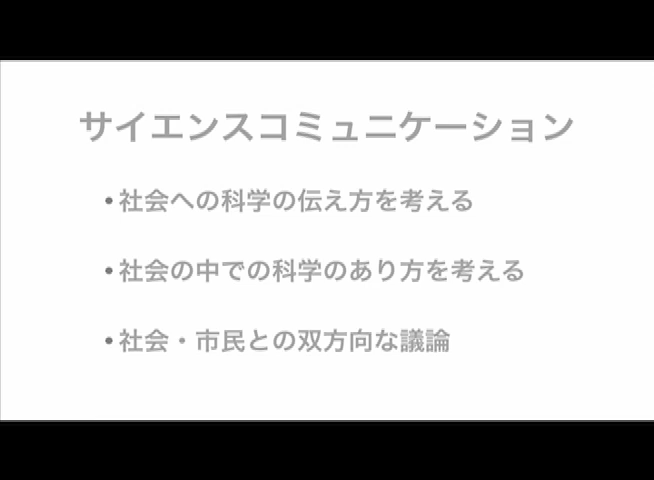 サイエンスコミュニケーション
•社会への科学の伝え方を考える
•社会の中での科学のあり方を考える
•社会・市民との双方向な議論